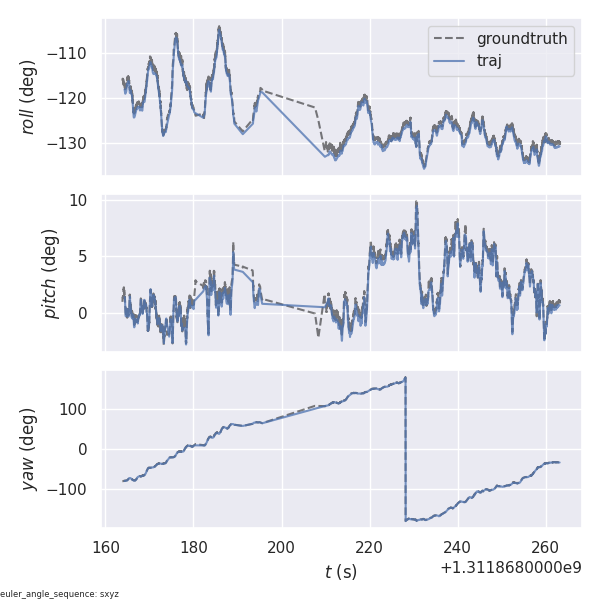 groundtruth
traj
roll (deg)
−110
−120
−130
pitch (deg)
10
5
0
yaw (deg)
100
0
−100
160
180
200
220
240
260
t (s)
+1.3118680000e9
euler_angle_sequence: sxyz